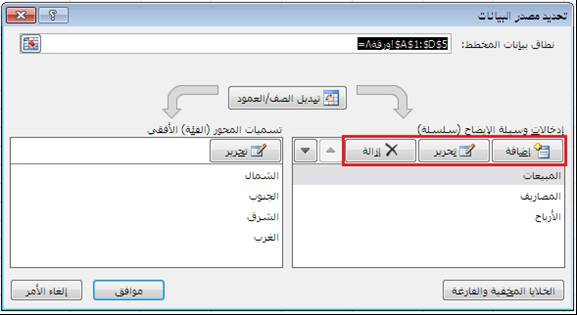 تحديد مصدر البيانات
نطاق بيانات المخطط: =ورقة٨!$A$1:$D$5
تبديل الصف/العمود
إدخالات وسيلة الإيضاح (سلسلة)
إضافة تحرير إزالة
المبيعات
المصاريف
الأرباح
تسميات المحور (الفئة) الأفقي
تحرير
الشمال
الجنوب
الشرق
الغرب
الخلايا المخفية والفارغة
موافق
إلغاء الأمر